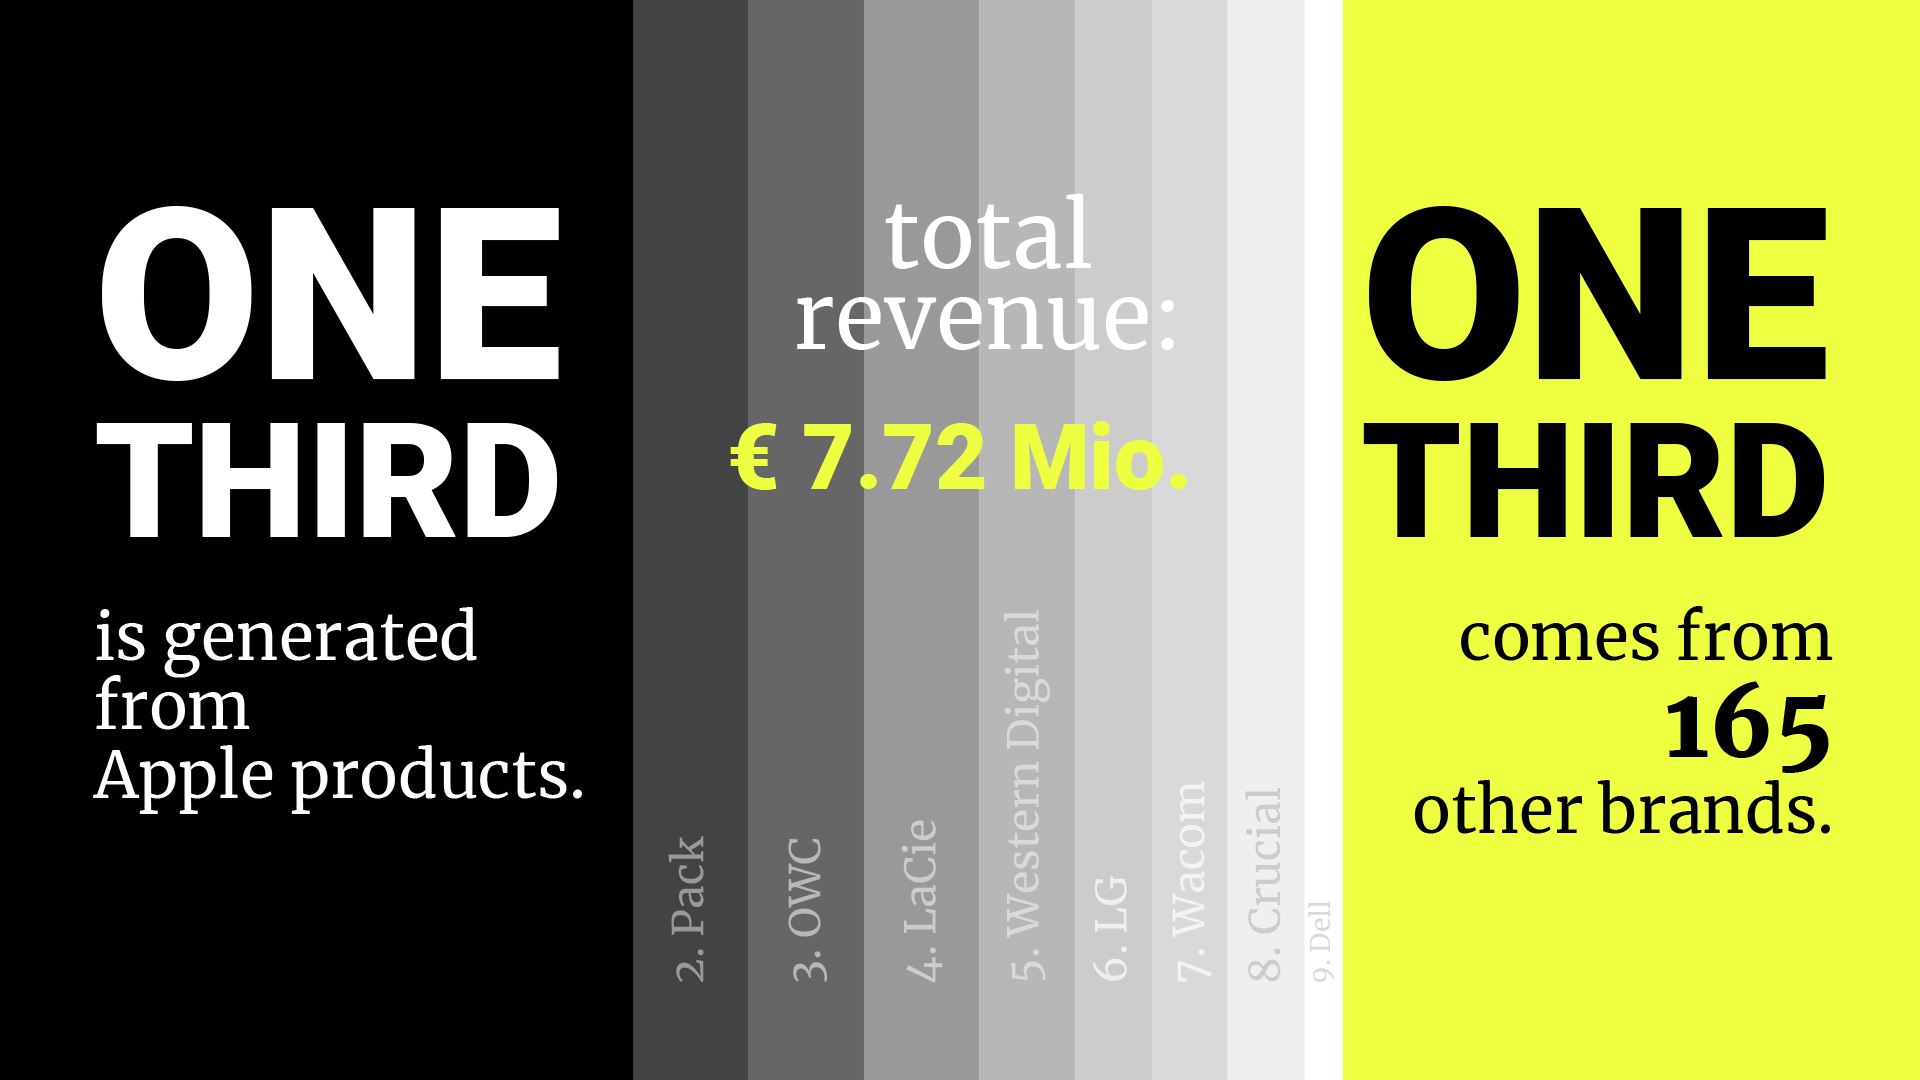 ONE
THIRD
is generated
from
Apple products.
total
revenue:
€ 7.72 Mio.
2. Pack
3. OWC
4. LaCie
5. Western Digital
6. LG
7. Wacom
8. Crucial
9. Dell
ONE
THIRD
comes from
165
other brands.